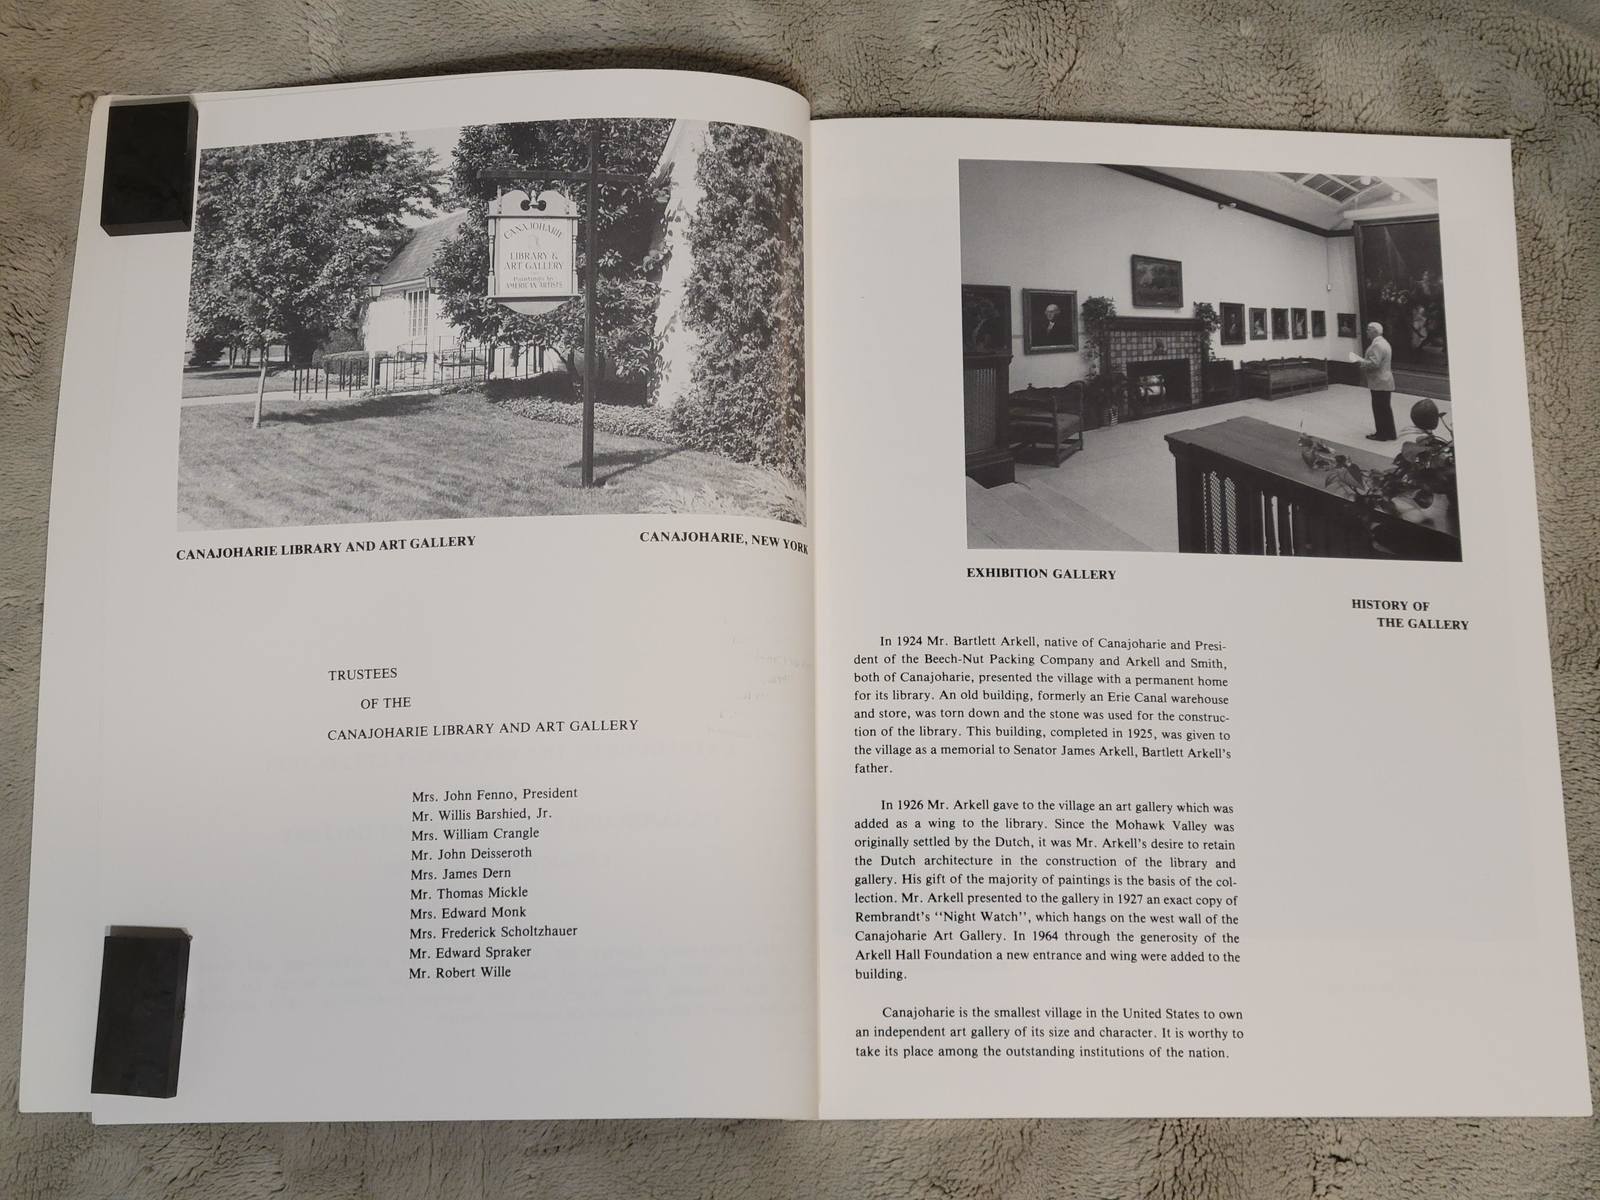 CANAJOHARIE
LIBRARY &
ART GALLERY
Paintings by
AMERICAN ARTISTS
CANAJOHARIE LIBRARY AND ART GALLERY
CANAJOHARIE, NEW YORK
TRUSTEES
OF THE
CANAJOHARIE LIBRARY AND ART GALLERY
Mrs. John Fenno, President
Mr. Willis Barshied, Jr.
Mrs. William Crangle
Mr. John Deisseroth
Mrs. James Dern
Mr. Thomas Mickle
Mrs. Edward Monk
Mrs. Frederick Scholtzhauer
Mr. Edward Spraker
Mr. Robert Wille
EXHIBITION GALLERY
HISTORY OF
THE GALLERY
In 1924 Mr. Bartlett Arkell, native of Canajoharie and Presi-
dent of the Beech-Nut Packing Company and Arkell and Smith,
both of Canajoharie, presented the village with a permanent home
for its library. An old building, formerly an Erie Canal warehouse
and store, was torn down and the stone was used for the construc-
tion of the library. This building, completed in 1925, was given to
the village as a memorial to Senator James Arkell, Bartlett Arkell's
father.
In 1926 Mr. Arkell gave to the village an art gallery which was
added as a wing to the library. Since the Mohawk Valley was
originally settled by the Dutch, it was Mr. Arkell's desire to retain
the Dutch architecture in the construction of the library and
gallery. His gift of the majority of paintings is the basis of the col-
lection. Mr. Arkell presented to the gallery in 1927 an exact copy of
Rembrandt's ''Night Watch'', which hangs on the west wall of the
Canajoharie Art Gallery. In 1964 through the generosity of the
Arkell Hall Foundation a new entrance and wing were added to the
building.
Canajoharie is the smallest village in the United States to own
an independent art gallery of its size and character. It is worthy to
take its place among the outstanding institutions of the nation.